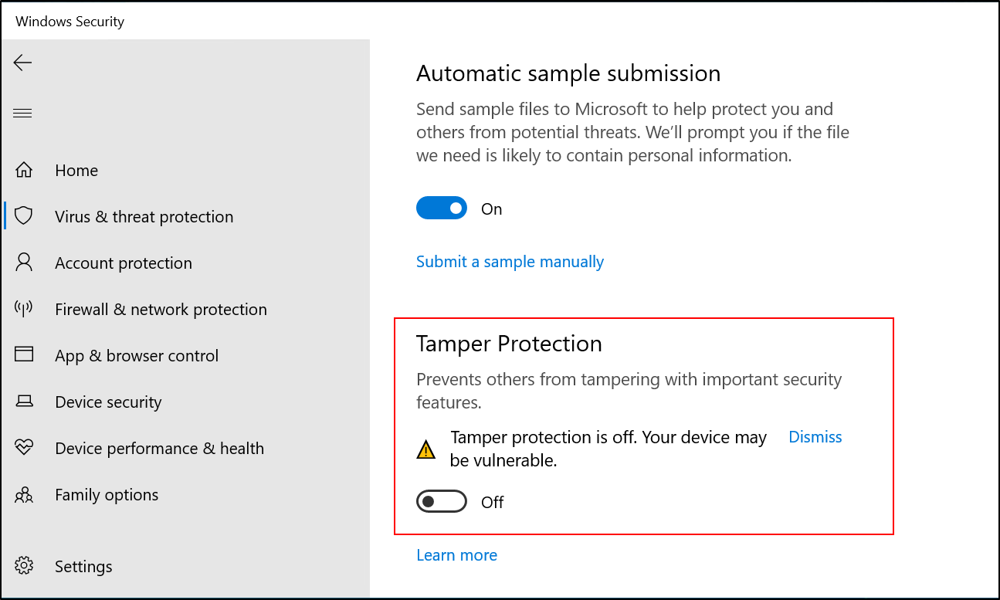 Windows Security
Home
Virus & threat protection
Account protection
Firewall & network protection
App & browser control
Device security
Device performance & health
Family options
Settings
Automatic sample submission
Send sample files to Microsoft to help protect you and
others from potential threats. We’ll prompt you if the file
we need is likely to contain personal information.
On
Submit a sample manually
Tamper Protection
Prevents others from tampering with important security
features.
Tamper protection is off. Your device may Dismiss
be vulnerable.
Off
Learn more